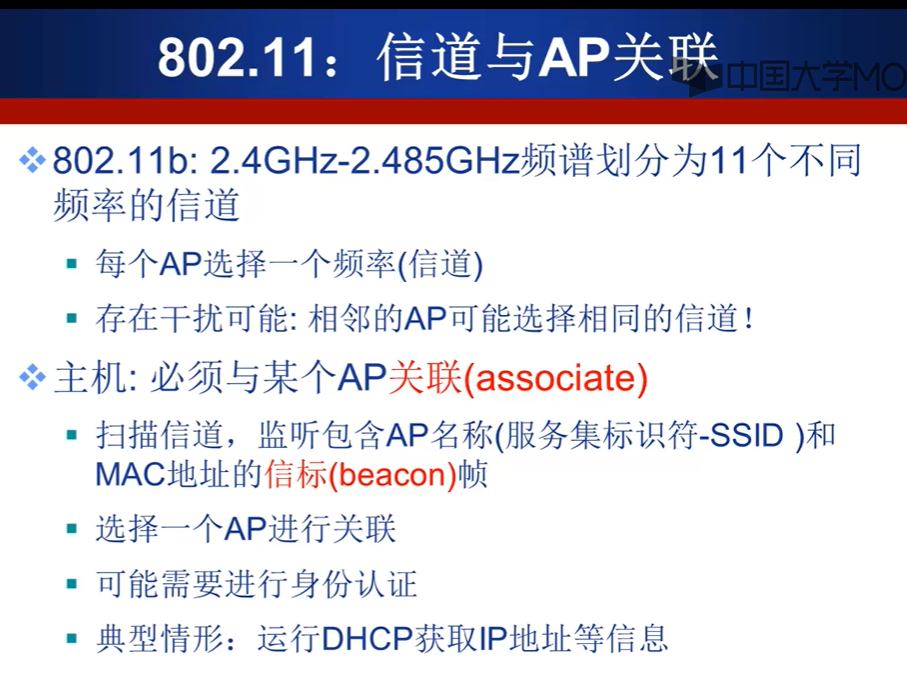 802.11：信道与AP关联
中国大学MO
802.11b: 2.4GHz-2.485GHz频谱划分为11个不同
频率的信道
每个AP选择一个频率(信道)
存在干扰可能: 相邻的AP可能选择相同的信道！
主机: 必须与某个AP关联(associate)
扫描信道，监听包含AP名称(服务集标识符-SSID )和
MAC地址的信标(beacon)帧
选择一个AP进行关联
可能需要进行身份认证
典型情形：运行DHCP获取IP地址等信息